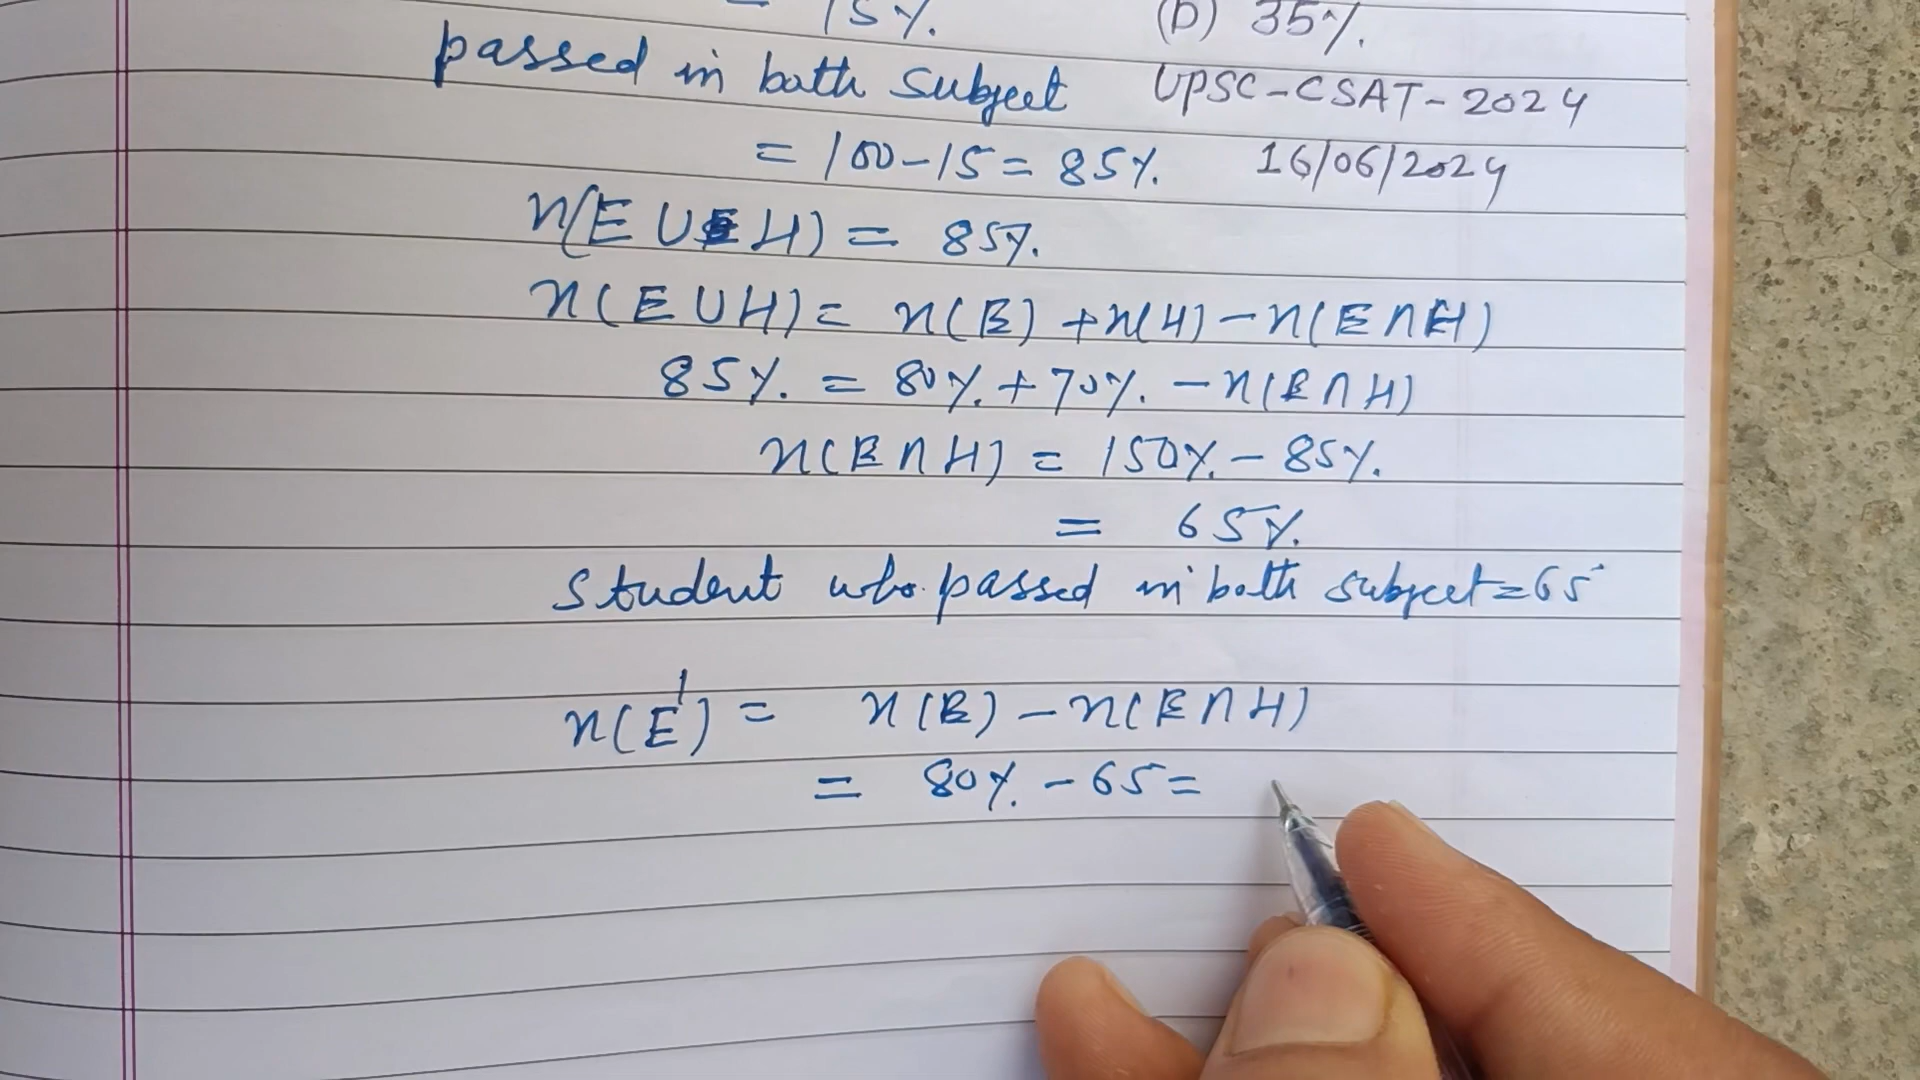 = 15%. (D) 35%.
passed in both subject UPSC-CSAT-2024
= 100-15 = 85%. 16/06/2024
n(E U H) = 85%.
n(E U H) = n(E) + n(H) - n(E ∩ H)
85%. = 80%. + 70%. - n(E ∩ H)
n(E ∩ H) = 150%. - 85%.
= 65%.
Student who passed in both subject = 65
n(E') = n(E) - n(E ∩ H)
= 80%. - 65 =